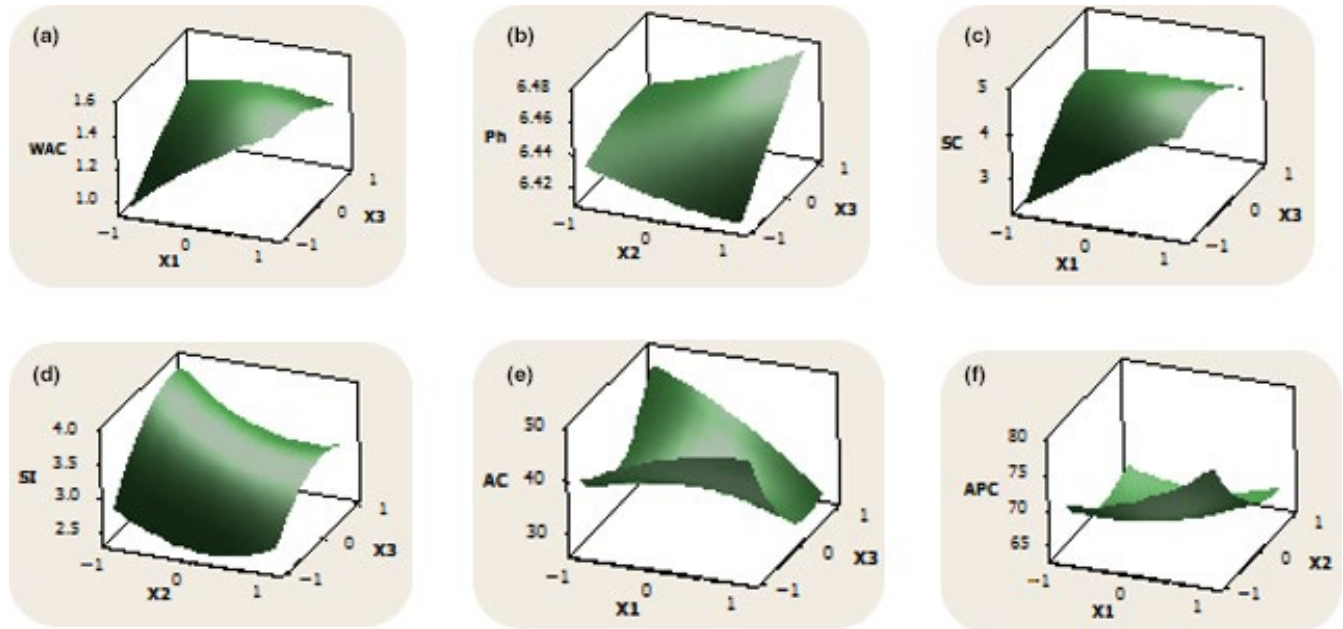 (a)
1.6
1.4
WAC
1.2
1.0
−1
0
1
X1
−1
0
1
X3
(b)
6.48
6.46
Ph
6.44
6.42
−1
0
1
X2
−1
0
1
X3
(c)
5
4
SC
3
−1
0
1
X1
−1
0
1
X3
(d)
4.0
3.5
SI
3.0
2.5
−1
0
1
X2
−1
0
1
X3
(e)
50
40
AC
30
−1
0
1
X1
−1
0
1
X3
(f)
80
75
APC
70
65
−1
0
1
X1
−1
0
1
X2